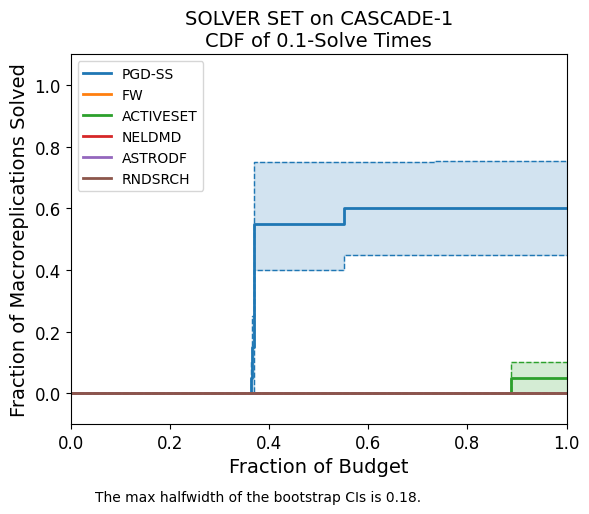 SOLVER SET on CASCADE-1
CDF of 0.1-Solve Times
Fraction of Macroreplications Solved
1.0
0.8
0.6
0.4
0.2
0.0
PGD-SS
FW
ACTIVESET
NELDMD
ASTRODF
RNDSRCH
0.0 0.2 0.4 0.6 0.8 1.0
Fraction of Budget
The max halfwidth of the bootstrap CIs is 0.18.